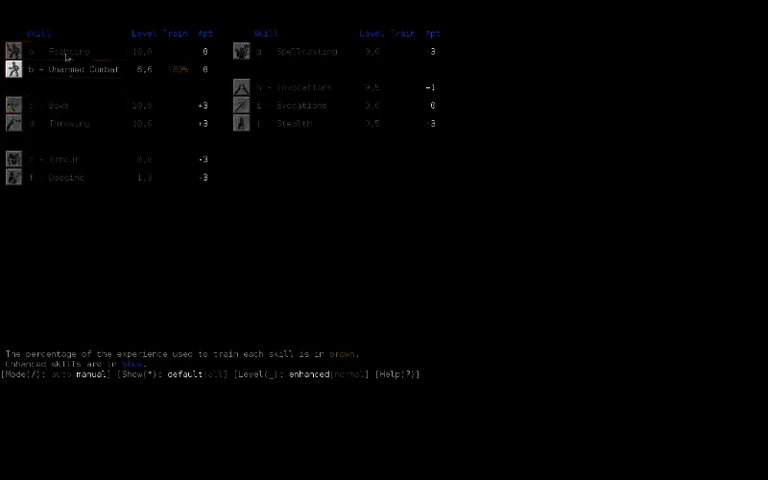 Skill Level Train Apt Skill Level Train Apt
a - Fighting 10.0 0 g - Spellcasting 0.0 -3
b - Unarmed Combat 6.6 100% 0
h - Invocations 9.5 -1
c - Bows 20.0 +3 i - Evocations 0.0 0
d - Throwing 10.6 +3 j - Stealth 0.5 -3
e - Armour 0.0 -3
f - Dodging 1.3 -3
The percentage of the experience used to train each skill is in brown.
Enhanced skills are in blue.
[Mode(/): auto|manual] [Show(*): default|all] [Level(_): enhanced|normal] [Help(?)]